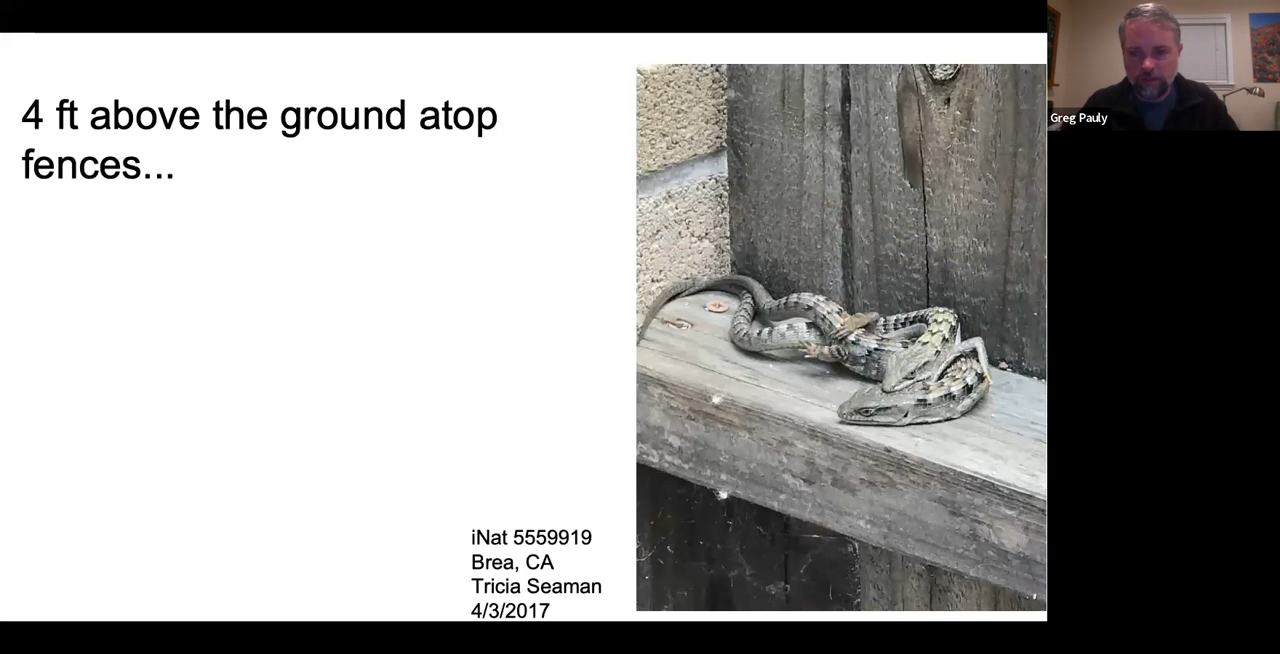 4 ft above the ground atop
fences...
Greg Pauly
iNat 5559919
Brea, CA
Tricia Seaman
4/3/2017